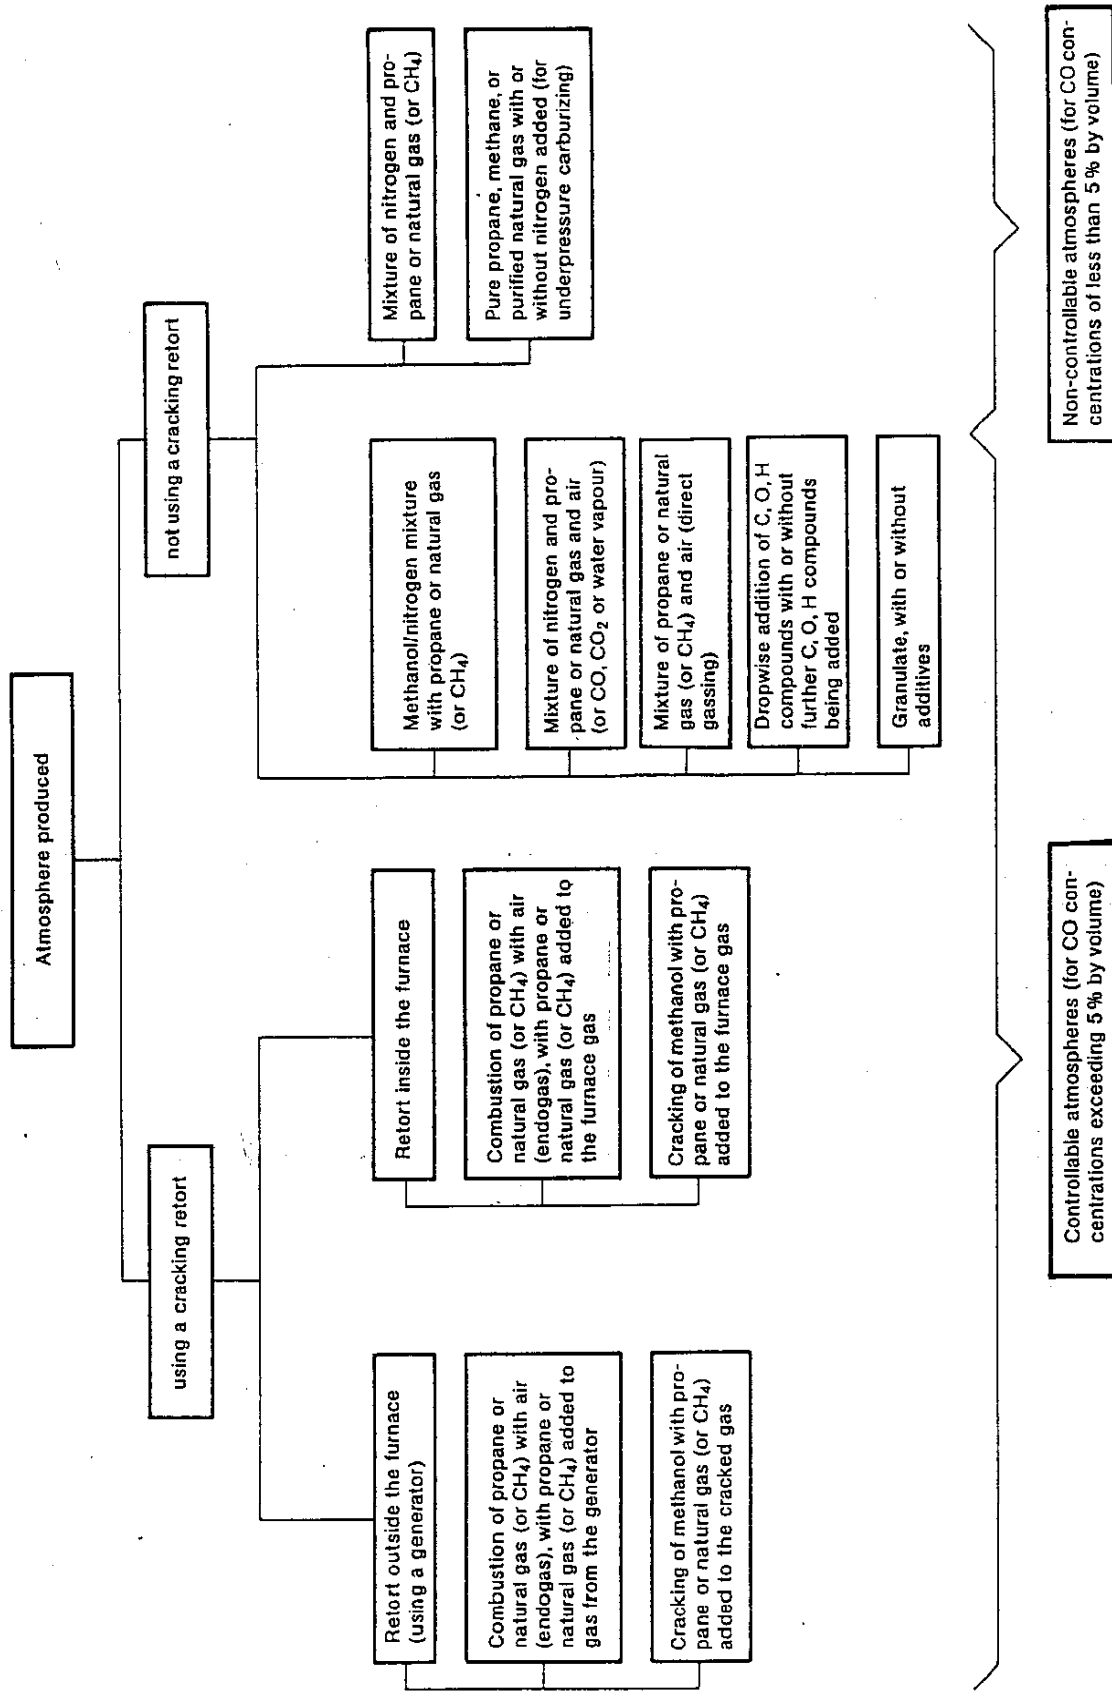 Atmosphere produced
using a cracking retort
not using a cracking retort
Retort outside the furnace
(using a generator)
Combustion of propane or
natural gas (or CH₄) with air
(endogas), with propane or
natural gas (or CH₄) added to
gas from the generator
Cracking of methanol with pro-
pane or natural gas (or CH₄)
added to the cracked gas
Retort inside the furnace
Combustion of propane or
natural gas (or CH₄) with air
(endogas), with propane or
natural gas (or CH₄) added to
the furnace gas
Cracking of methanol with pro-
pane or natural gas (or CH₄)
added to the furnace gas
Methanol/nitrogen mixture
with propane or natural gas
(or CH₄)
Mixture of nitrogen and pro-
pane or natural gas and air
(or CO, CO₂ or water vapour)
Mixture of propane or natural
gas (or CH₄) and air (direct
gassing)
Dropwise addition of C, O, H
compounds with or without
further C, O, H compounds
being added
Granulate, with or without
additives
Mixture of nitrogen and pro-
pane or natural gas (or CH₄)
Pure propane, methane, or
purified natural gas with or
without nitrogen added (for
underpressure carburizing)
Controllable atmospheres (for CO con-
centrations exceeding 5% by volume)
Non-controllable atmospheres (for CO con-
centrations of less than 5% by volume)